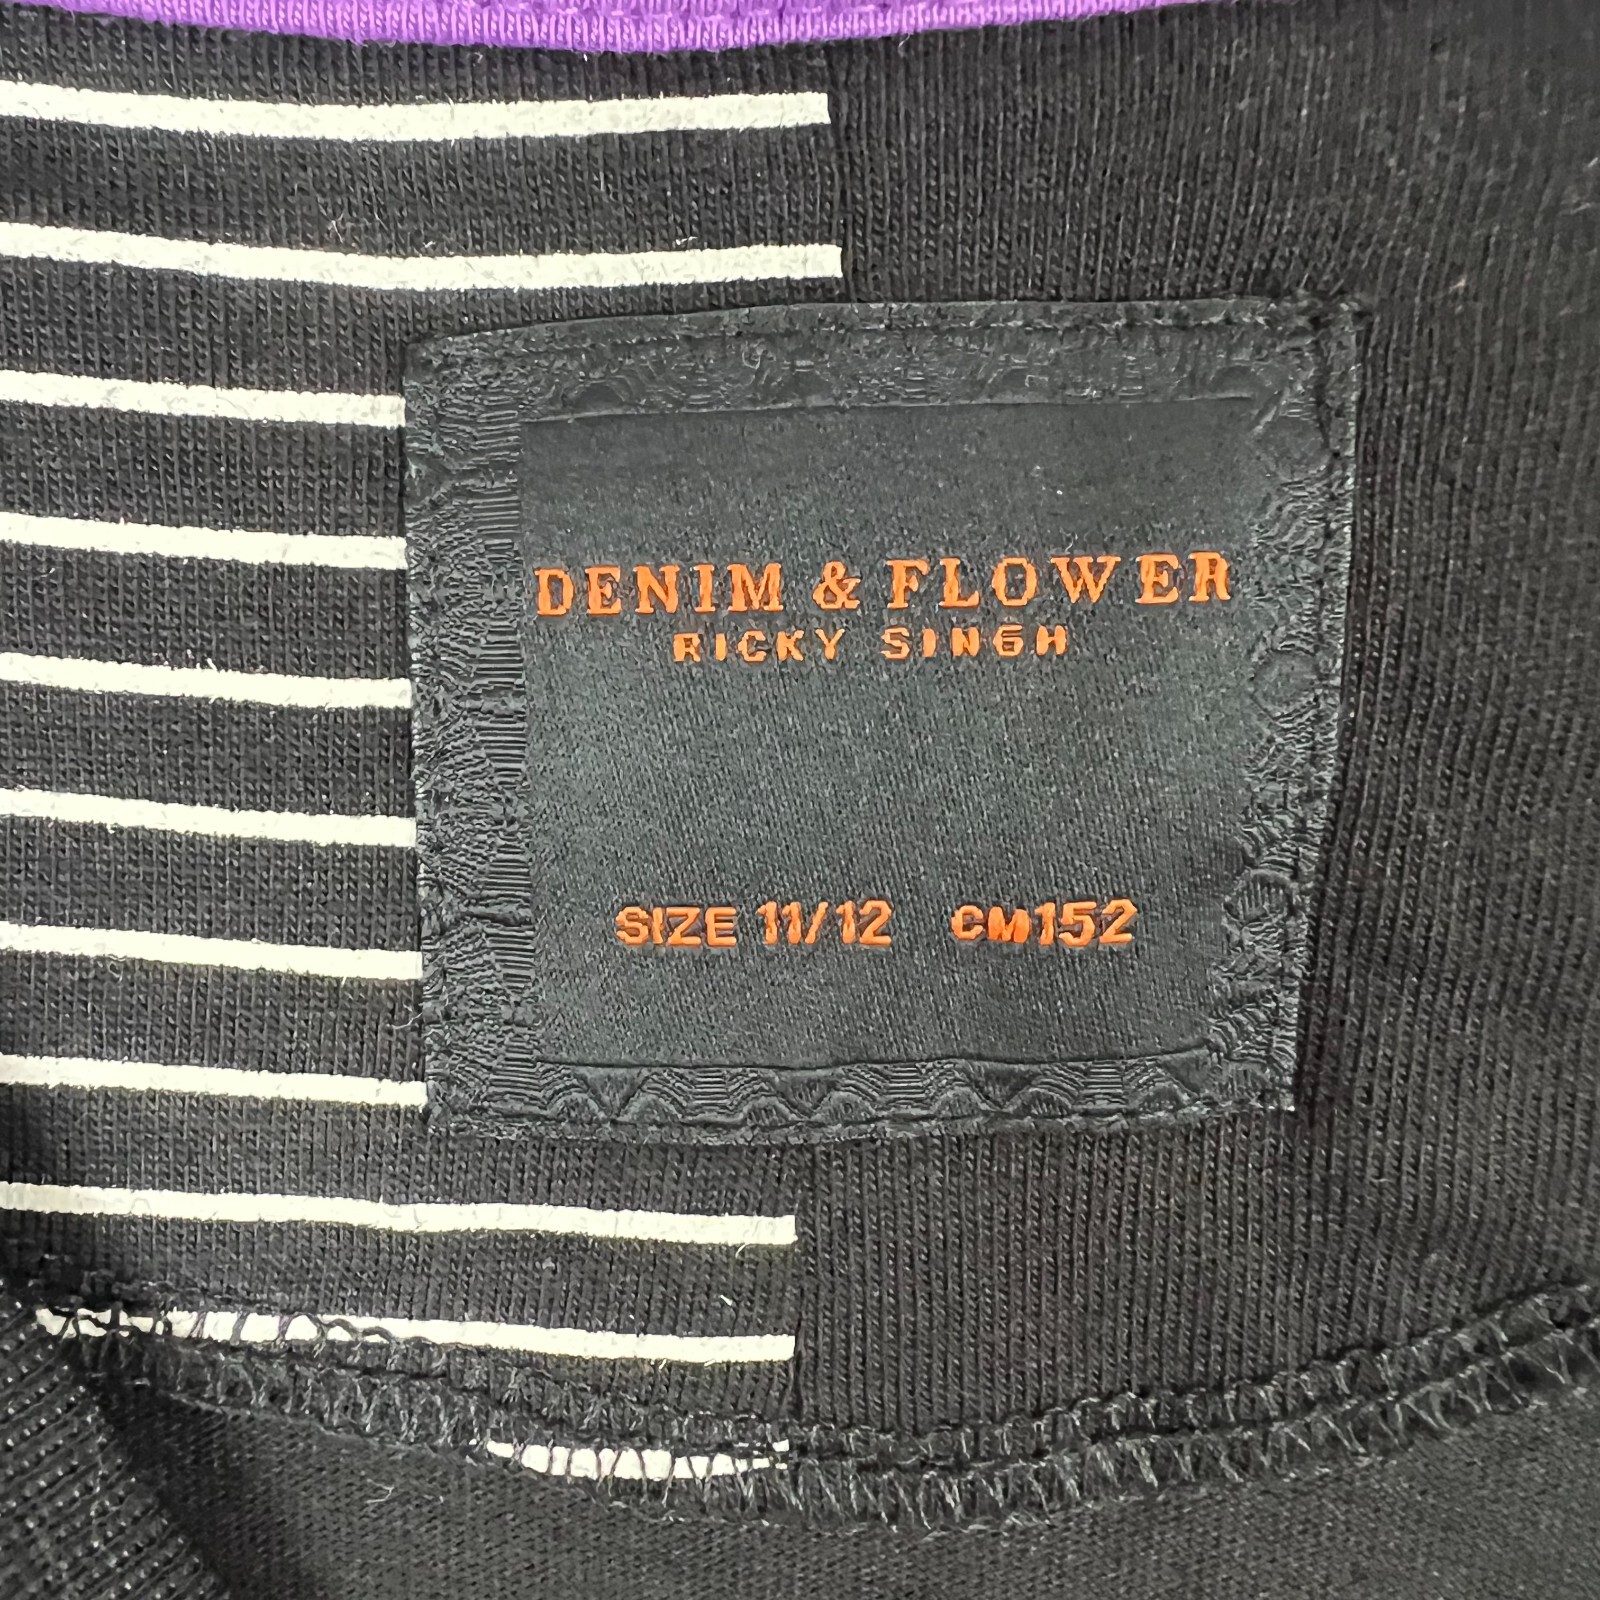 DENIM & FLOWER
RICKY SINGH
SIZE 11/12 CM152